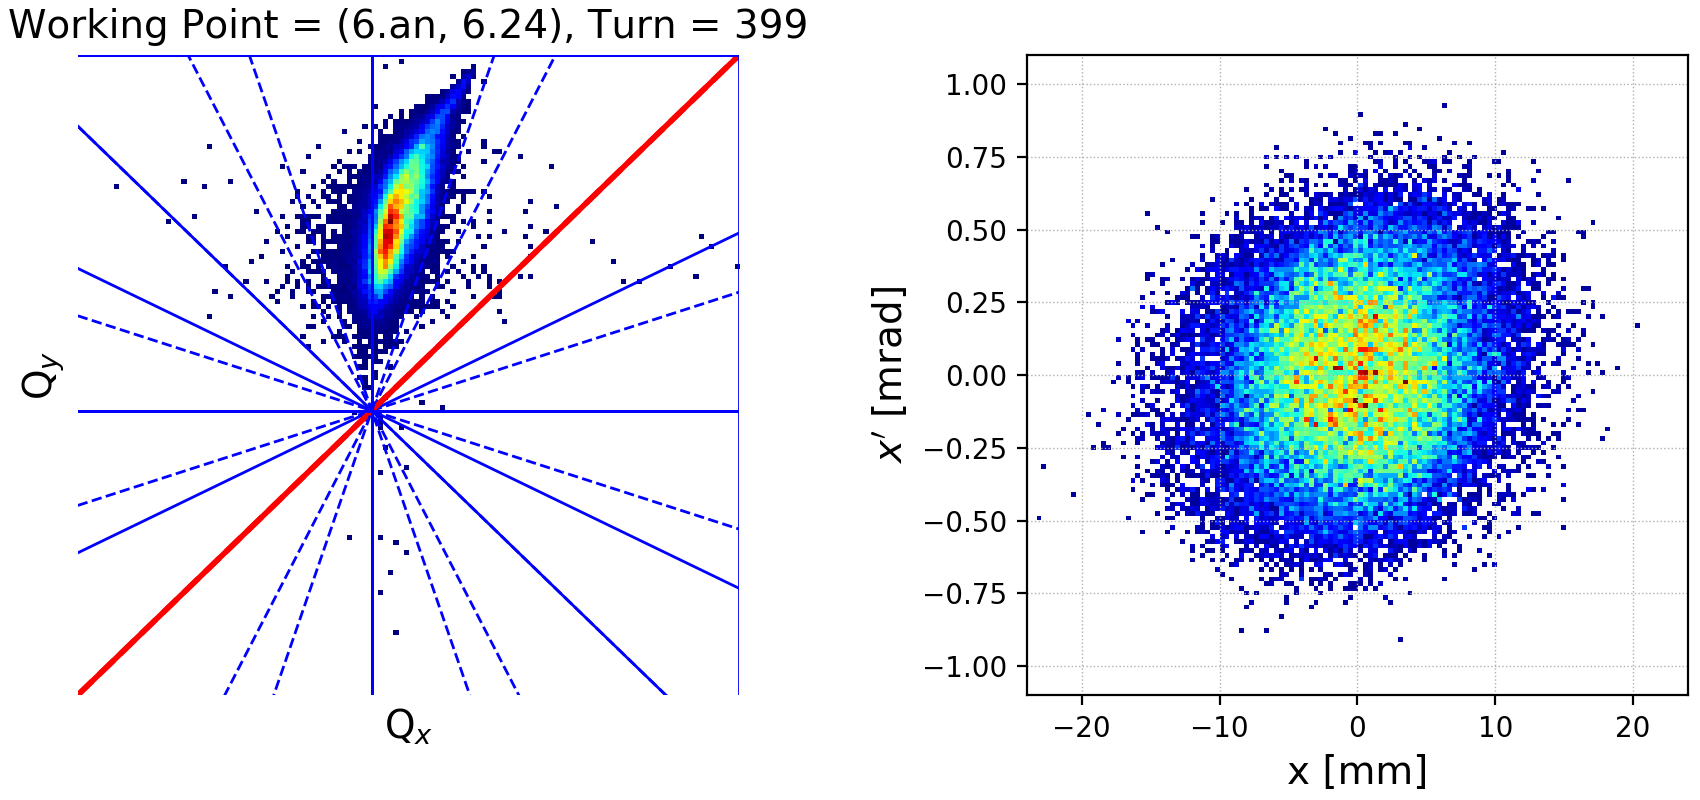 Working Point = (6.an, 6.24), Turn = 399
Q_y
Q_x
1.00
0.75
0.50
0.25
0.00
−0.25
−0.50
−0.75
−1.00
x′ [mrad]
−20 −10 0 10 20
x [mm]